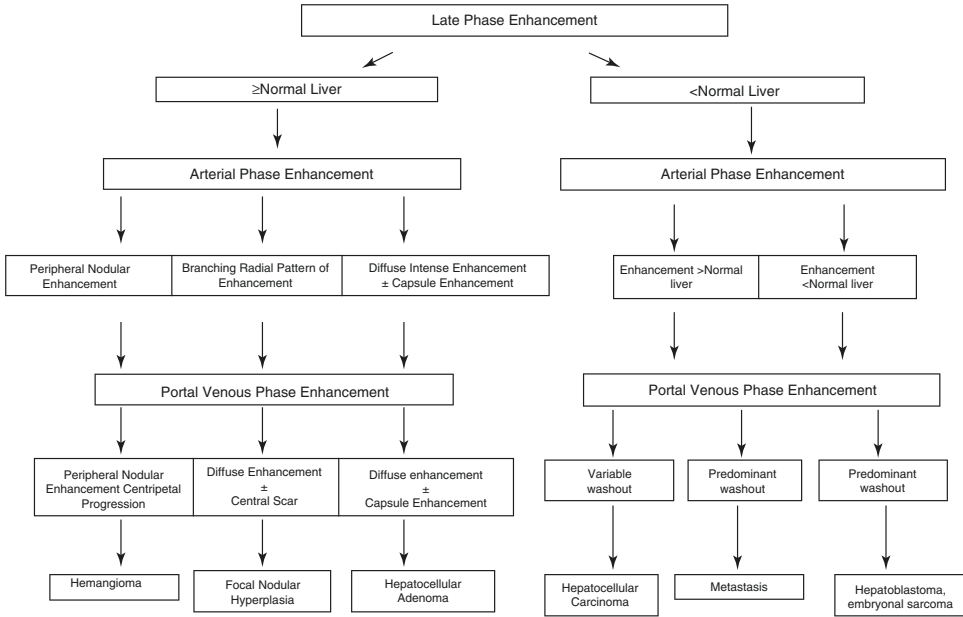 Late Phase Enhancement
≥Normal Liver
<Normal Liver
Arterial Phase Enhancement
Arterial Phase Enhancement
Peripheral Nodular
Enhancement
Branching Radial Pattern of
Enhancement
Diffuse Intense Enhancement
± Capsule Enhancement
Enhancement >Normal
liver
Enhancement
<Normal liver
Portal Venous Phase Enhancement
Portal Venous Phase Enhancement
Peripheral Nodular
Enhancement Centripetal
Progression
Diffuse Enhancement
±
Central Scar
Diffuse enhancement
±
Capsule Enhancement
Variable
washout
Predominant
washout
Predominant
washout
Hemangioma
Focal Nodular
Hyperplasia
Hepatocellular
Adenoma
Hepatocellular
Carcinoma
Metastasis
Hepatoblastoma,
embryonal sarcoma